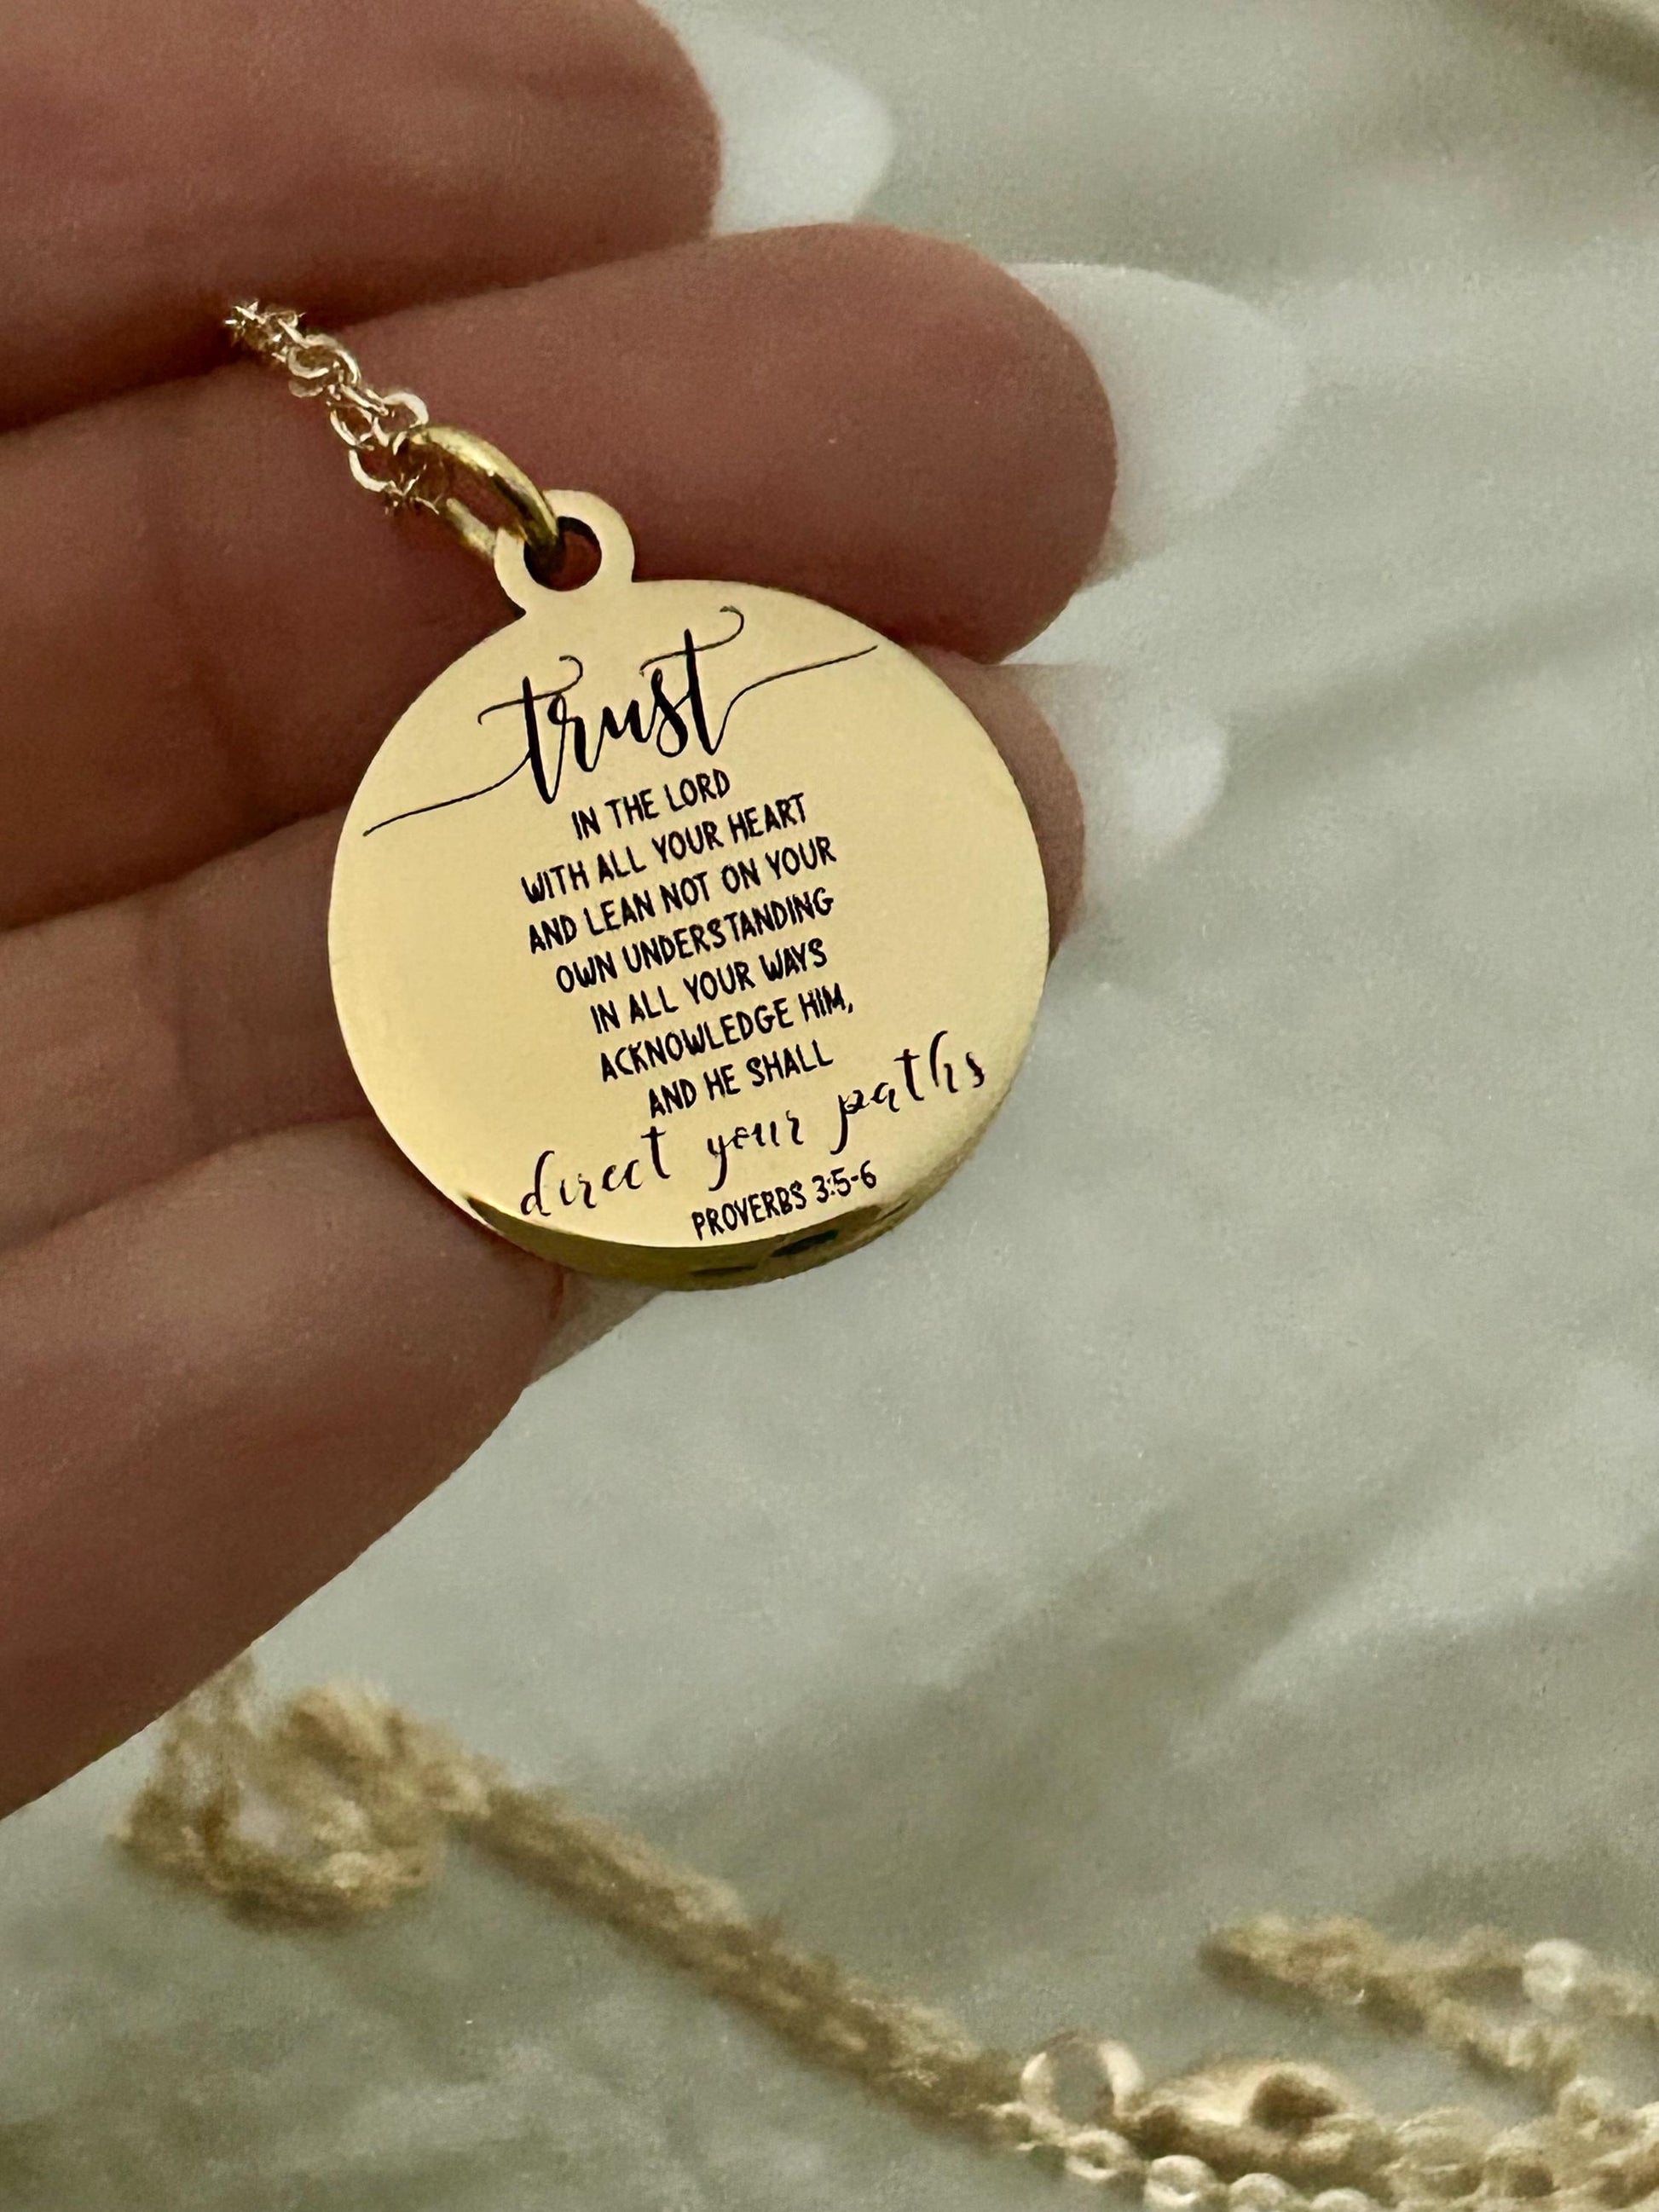 trust
IN THE LORD
WITH ALL YOUR HEART
AND LEAN NOT ON YOUR
OWN UNDERSTANDING
IN ALL YOUR WAYS
ACKNOWLEDGE HIM,
AND HE SHALL
direct your paths
PROVERBS 3:5-6